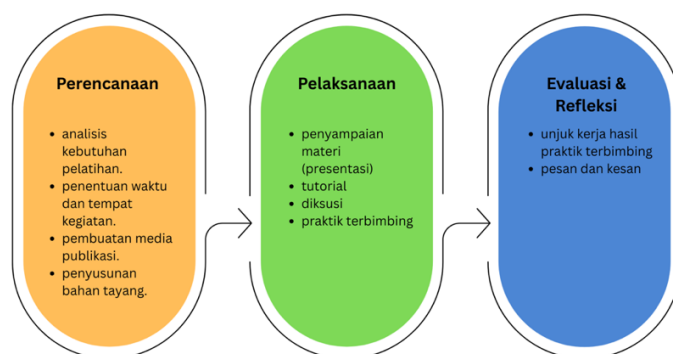 Perencanaan
analisis
kebutuhan
pelatihan.
penentuan waktu
dan tempat
kegiatan.
pembuatan media
publikasi.
penyusunan
bahan tayang.
Pelaksanaan
penyampaian
materi
(presentasi)
tutorial
diksusi
praktik terbimbing
Evaluasi &
Refleksi
unjuk kerja hasil
praktik terbimbing
pesan dan kesan